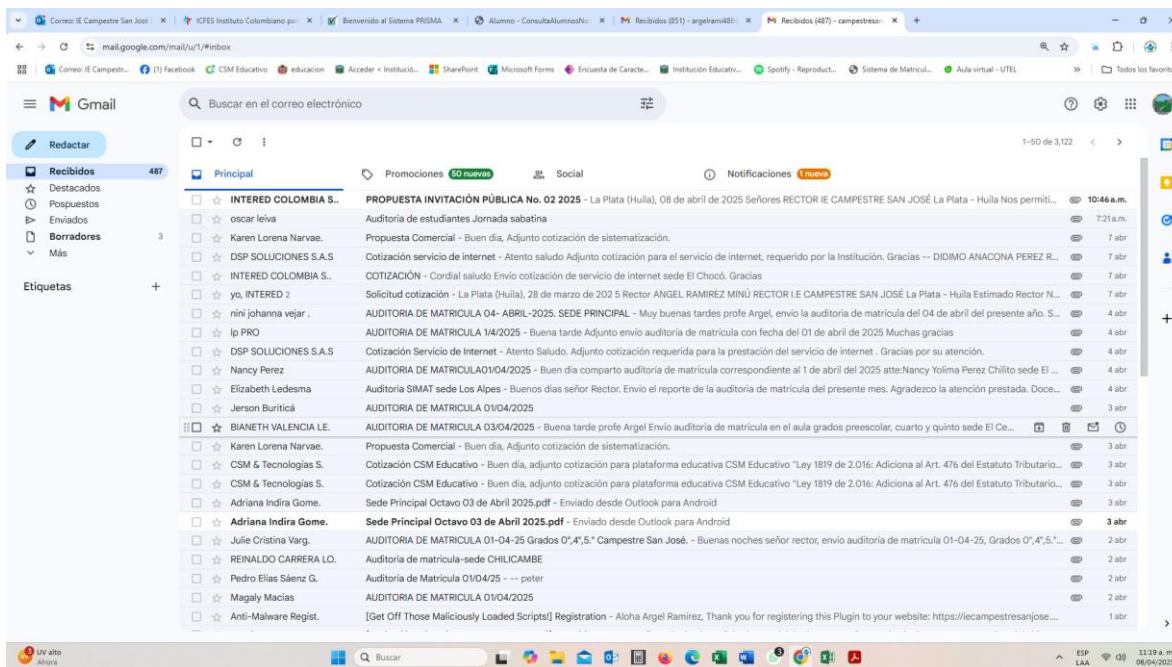 Correo: IE Campestre San José
ICFES Instituto Colombiano par
Bienvenido al Sistema PRISMA
Alumno - ConsultaAlumnosNo
Recibidos (851) - argelrami486
Recibidos (487) - campestresan
mail.google.com/mail/u/1/#inbox
Correo: IE Campestr... (1) Facebook CSM Educativo educacion Acceder < Institució... SharePoint Microsoft Forms Encuesta de Caracte... Institución Educativ... Spotify - Reproduct... Sistema de Matricul... Aula virtual - UTEL » Todos los favorito
Gmail
Buscar en el correo electrónico
Redactar
1–50 de 3,122
Recibidos 487
Destacados
Pospuestos
Enviados
Borradores 3
Más
Etiquetas +
Principal Promociones 50 nuevas Social Notificaciones 1 nueva
INTERED COLOMBIA S.. PROPUESTA INVITACIÓN PÚBLICA No. 02 2025 - La Plata (Huila), 08 de abril de 2025 Señores RECTOR IE CAMPESTRE SAN JOSÉ La Plata - Huila Nos permiti... 10:46 a.m.
oscar leiva Auditoria de estudiantes Jornada sabatina 7:21 a.m.
Karen Lorena Narvae. Propuesta Comercial - Buen día, Adjunto cotización de sistematización. 7 abr
DSP SOLUCIONES S.A.S Cotización servicio de internet - Atento saludo Adjunto cotización para el servicio de internet, requerido por la Institución. Gracias -- DIDIMO ANACONA PEREZ R... 7 abr
INTERED COLOMBIA S.. COTIZACIÓN - Cordial saludo Envío cotización de servicio de internet sede El Chocó. Gracias 7 abr
yo, INTERED 2 Solicitud cotización - La Plata (Huila), 28 de marzo de 202 5 Rector ANGEL RAMIREZ MINÚ RECTOR I.E CAMPESTRE SAN JOSÉ La Plata - Huila Estimado Rector N... 7 abr
nini johanna vejar . AUDITORIA DE MATRICULA 04- ABRIL-2025. SEDE PRINCIPAL - Muy buenas tardes profe Argel, envio la auditoria de matricula del 04 de abril del presente año. S... 4 abr
lp PRO AUDITORIA DE MATRICULA 1/4/2025 - Buena tarde Adjunto envio auditoria de matricula con fecha del 01 de abril de 2025 Muchas gracias 4 abr
DSP SOLUCIONES S.A.S Cotización Servicio de Internet - Atento Saludo. Adjunto cotización requerida para la prestación del servicio de internet . Gracias por su atención. 4 abr
Nancy Perez AUDITORIA DE MATRICULA01/04/2025 - Buen día comparto auditoría de matricula correspondiente al 1 de abril del 2025 atte:Nancy Yolima Perez Chilito sede El ... 4 abr
Elizabeth Ledesma Auditoria SIMAT sede Los Alpes - Buenos días señor Rector. Envio el reporte de la auditoria de matrícula del presente mes. Agradezco la atención prestada. Doce... 4 abr
Jerson Buriticá AUDITORIA DE MATRICULA 01/04/2025 3 abr
BIANETH VALENCIA LE. AUDITORIA DE MATRICULA 03/04/2025 - Buena tarde profe Argel Envio auditoria de matricula en el aula grados preescolar, cuarto y quinto sede El Ce...
Karen Lorena Narvae. Propuesta Comercial - Buen día, Adjunto cotización de sistematización. 3 abr
CSM & Tecnologías S. Cotización CSM Educativo - Buen día, adjunto cotización para plataforma educativa CSM Educativo "Ley 1819 de 2.016: Adiciona al Art. 476 del Estatuto Tributario... 3 abr
CSM & Tecnologías S. Cotización CSM Educativo - Buen día, adjunto cotización para plataforma educativa CSM Educativo "Ley 1819 de 2.016: Adiciona al Art. 476 del Estatuto Tributario... 3 abr
Adriana Indira Gome. Sede Principal Octavo 03 de Abril 2025.pdf - Enviado desde Outlook para Android 3 abr
Adriana Indira Gome. Sede Principal Octavo 03 de Abril 2025.pdf - Enviado desde Outlook para Android 3 abr
Julie Cristina Varg. AUDITORIA DE MATRICULA 01-04-25 Grados 0°,4°,5.° Campestre San José. - Buenas noches señor rector, envio auditoria de matricula 01-04-25, Grados 0°,4°,5.°... 2 abr
REINALDO CARRERA LO. Auditoria de matricula-sede CHILICAMBE 2 abr
Pedro Elías Sáenz G. Auditoria de Matricula 01/04/25 - -- peter 2 abr
Magaly Macias AUDITORIA DE MATRICULA 01/04/2025 2 abr
Anti-Malware Regist. [Get Off Those Maliciously Loaded Scripts!] Registration - Aloha Argel Ramirez, Thank you for registering this Plugin to your website: https://iecampestresanjose.... 1 abr
UV alto
Ahora
Buscar
ESP
LAA
11:19 a. m.
08/04/20